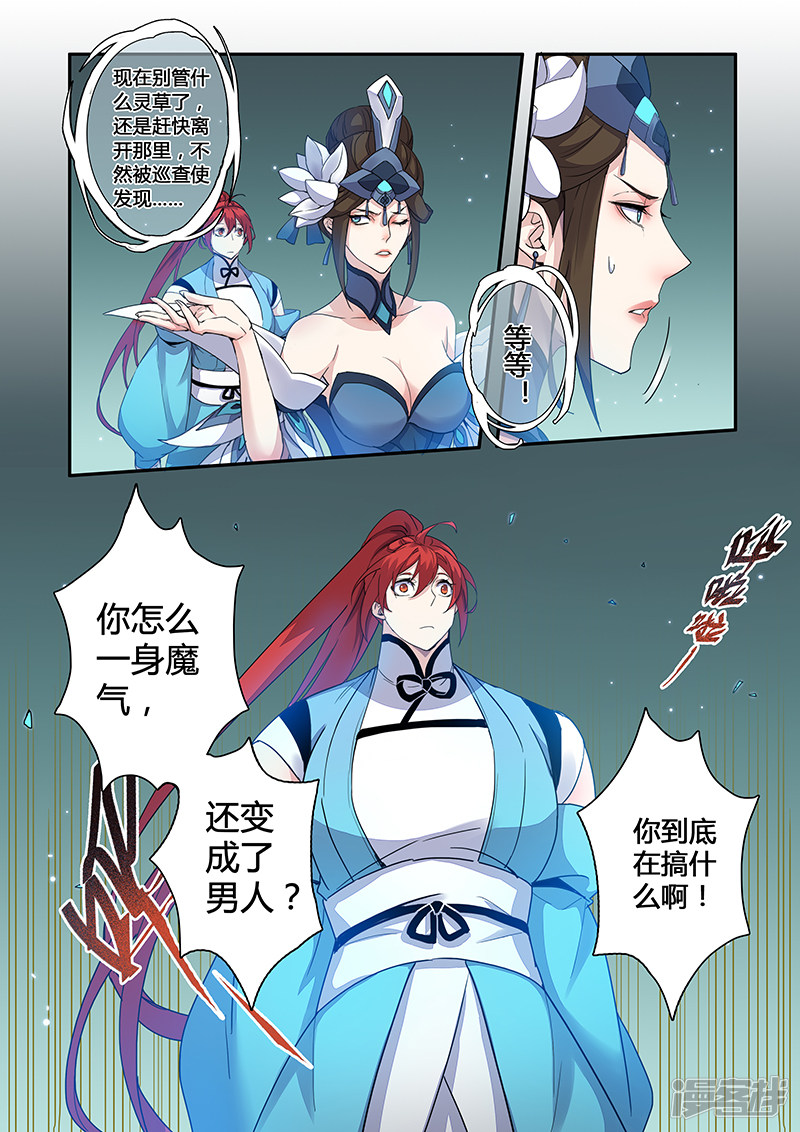 现在别管什
么灵草了，
还是赶快离
开那里，不
然被巡查使
发现……
等等！
你怎么
一身魔
气，
还变
成了
男人？
你到底
在搞什
么啊！
漫客栈